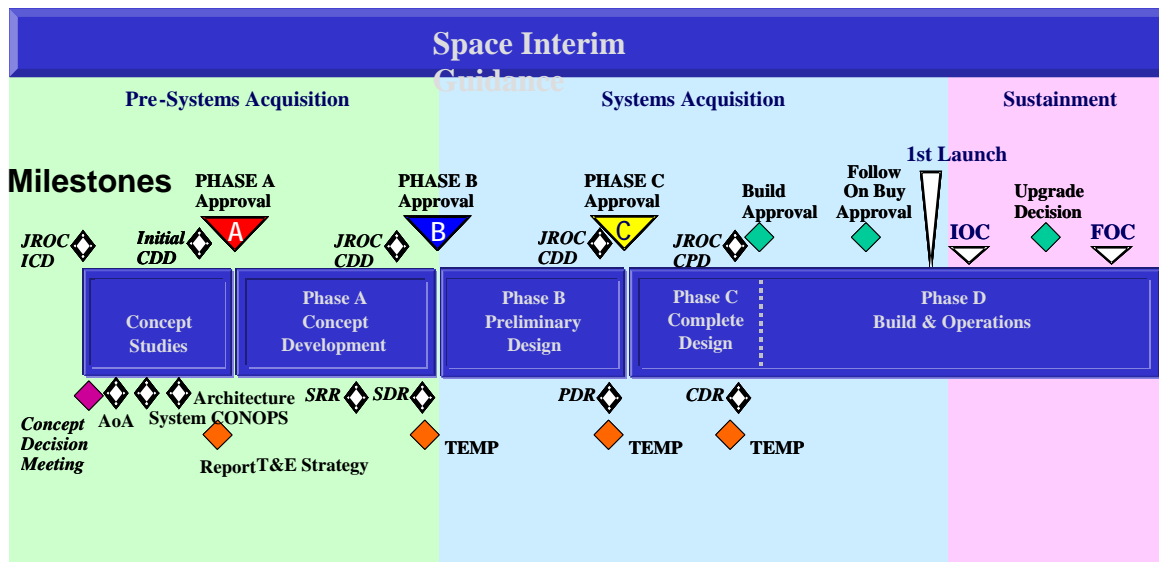 Space Interim
Guidance
Pre-Systems Acquisition
Systems Acquisition
Sustainment
Milestones
PHASE A
Approval
A
PHASE B
Approval
B
PHASE C
Approval
C
Build
Approval
Follow
On Buy
Approval
1st Launch
Upgrade
Decision
JROC
ICD
Initial
CDD
JROC
CDD
JROC
CDD
JROC
CPD
IOC
FOC
Concept
Studies
Phase A
Concept
Development
Phase B
Preliminary
Design
Phase C
Complete
Design
Phase D
Build & Operations
Concept
Decision
Meeting
AoA
System CONOPS
Architecture
SRR
SDR
PDR
CDR
Report T&E Strategy
TEMP
TEMP
TEMP